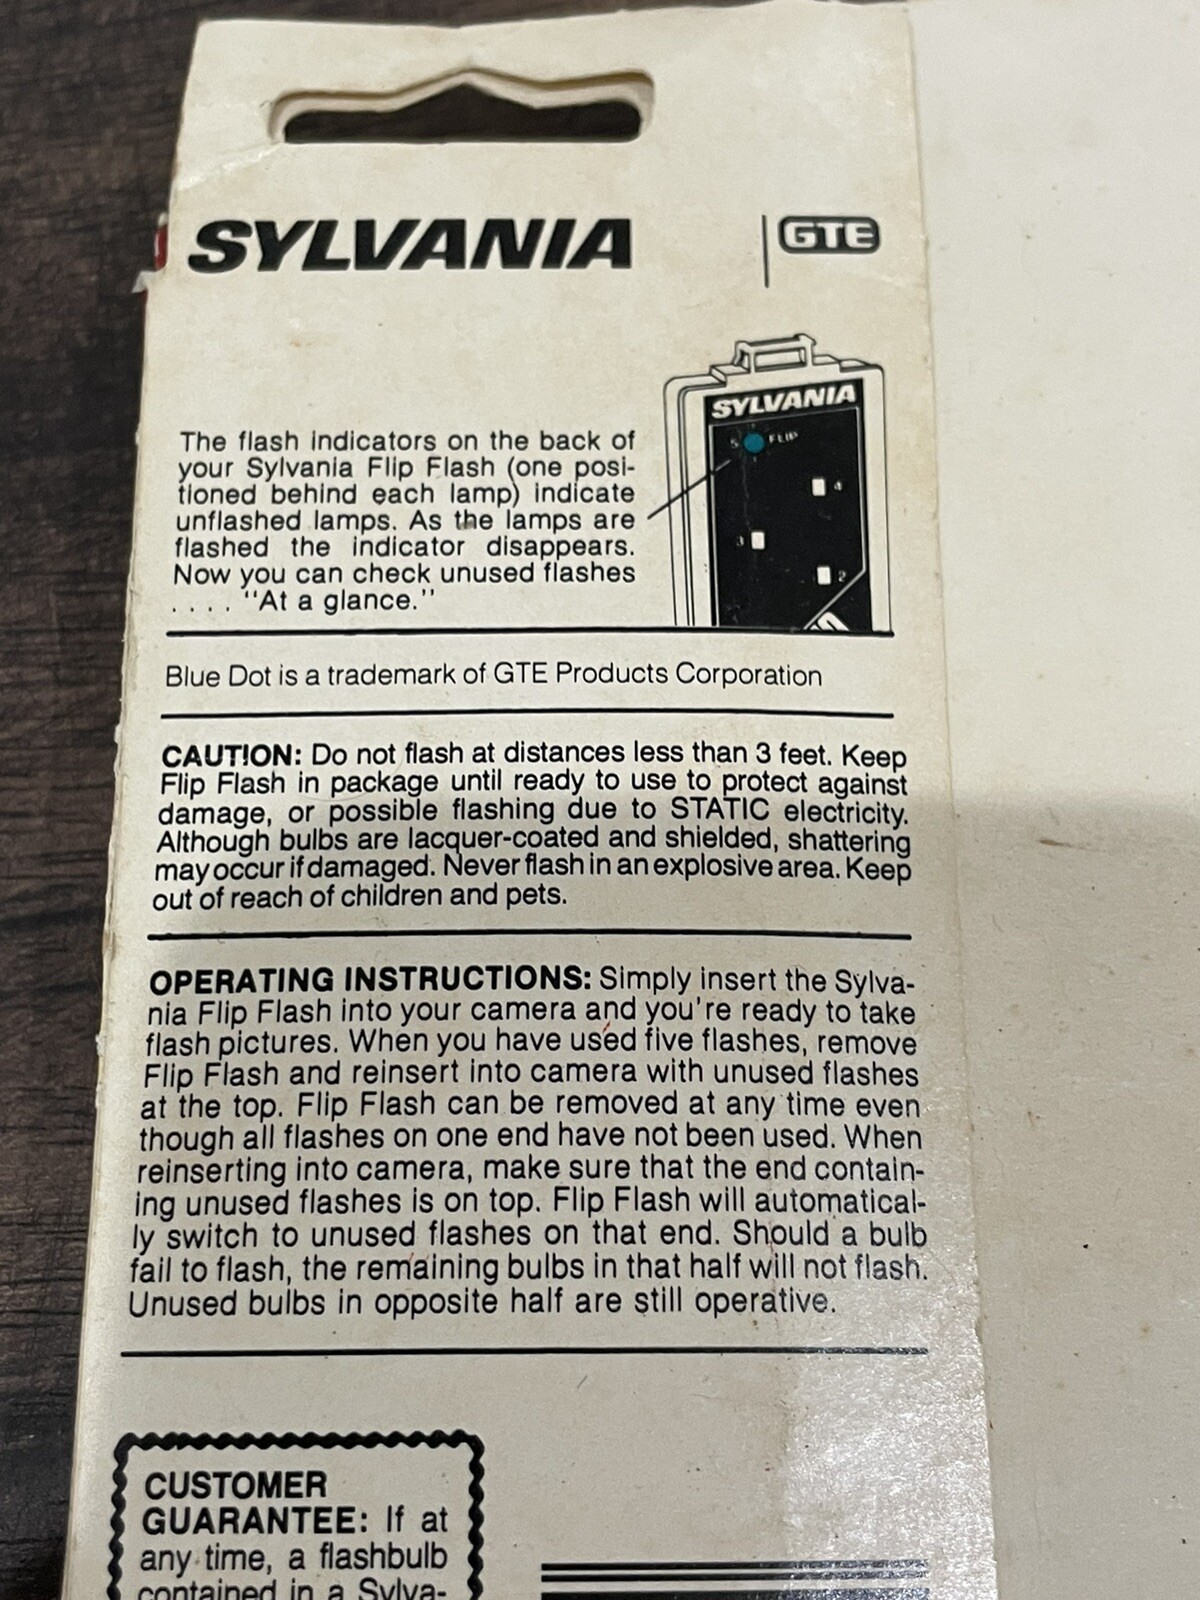 SYLVANIA
GTE
SYLVANIA
5 FLIP
4
3
2
The flash indicators on the back of
your Sylvania Flip Flash (one posi-
tioned behind each lamp) indicate
unflashed lamps. As the lamps are
flashed the indicator disappears.
Now you can check unused flashes
. . . . "At a glance."
Blue Dot is a trademark of GTE Products Corporation
CAUTION: Do not flash at distances less than 3 feet. Keep
Flip Flash in package until ready to use to protect against
damage, or possible flashing due to STATIC electricity.
Although bulbs are lacquer-coated and shielded, shattering
may occur if damaged. Never flash in an explosive area. Keep
out of reach of children and pets.
OPERATING INSTRUCTIONS: Simply insert the Sylva-
nia Flip Flash into your camera and you're ready to take
flash pictures. When you have used five flashes, remove
Flip Flash and reinsert into camera with unused flashes
at the top. Flip Flash can be removed at any time even
though all flashes on one end have not been used. When
reinserting into camera, make sure that the end contain-
ing unused flashes is on top. Flip Flash will automatical-
ly switch to unused flashes on that end. Should a bulb
fail to flash, the remaining bulbs in that half will not flash.
Unused bulbs in opposite half are still operative.
CUSTOMER
GUARANTEE: If at
any time, a flashbulb
contained in a Sylva-